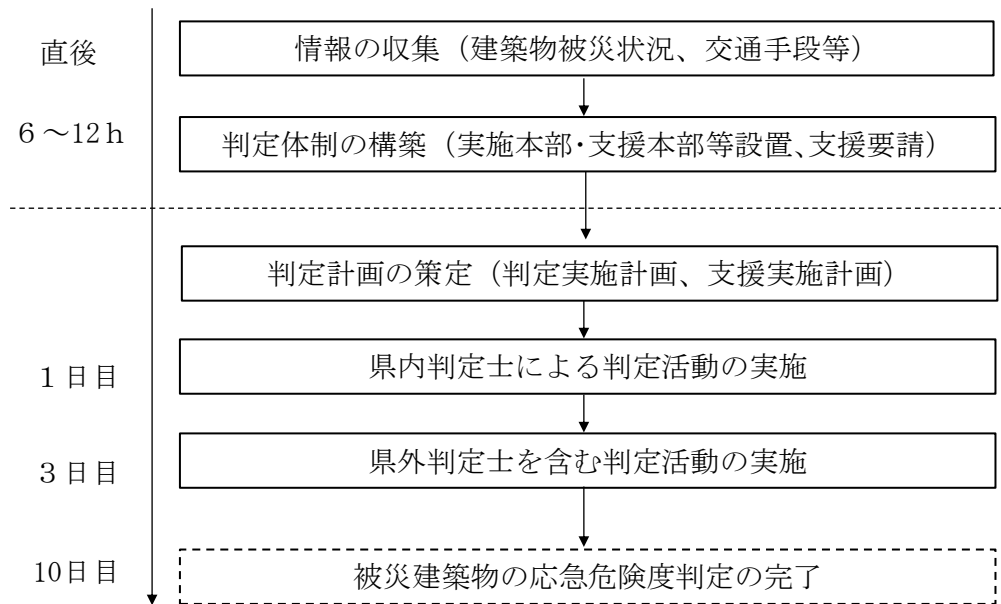 直後
情報の収集（建築物被災状況、交通手段等）
６～12ｈ
判定体制の構築（実施本部・支援本部等設置、支援要請）
判定計画の策定（判定実施計画、支援実施計画）
１日目
県内判定士による判定活動の実施
３日目
県外判定士を含む判定活動の実施
10日目
被災建築物の応急危険度判定の完了